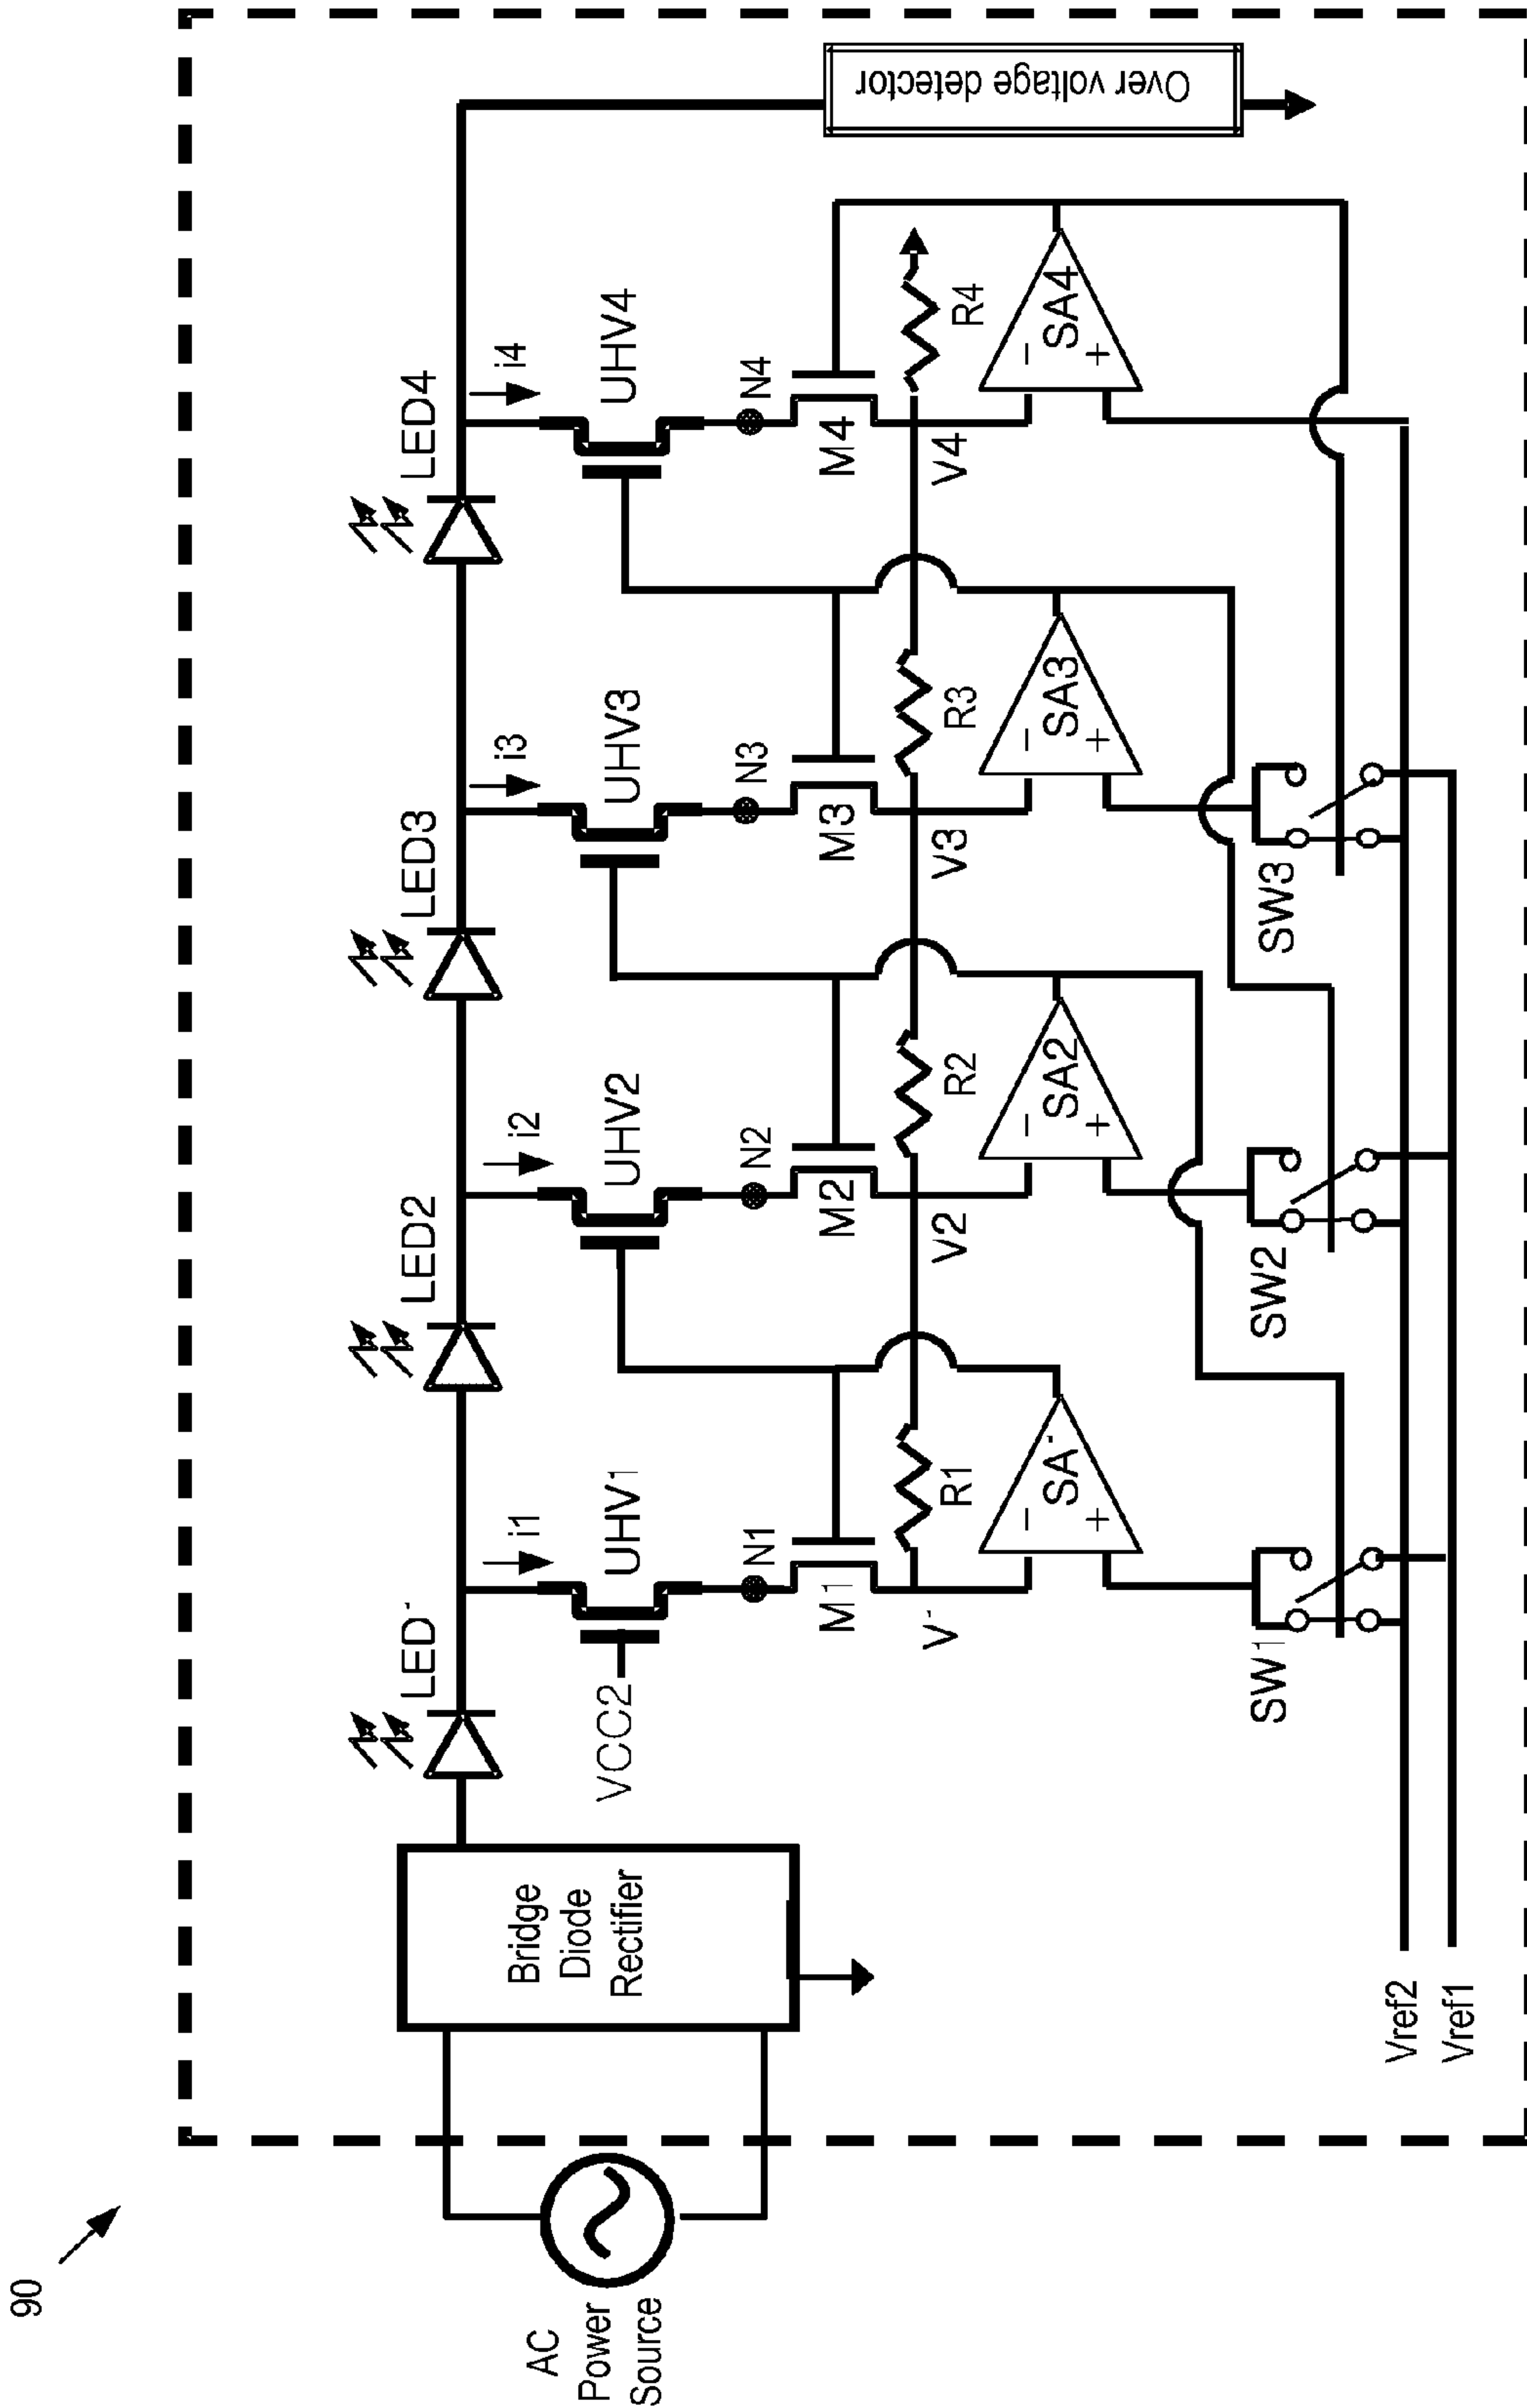 90
AC
Power
Source
Bridge
Diode
Rectifier
LED1
LED2
LED3
LED4
i1
i2
i3
i4
VCC2
UHV1
UHV2
UHV3
UHV4
N1
N2
N3
N4
M1
M2
M3
M4
R1
R2
R3
R4
V1
V2
V3
V4
- SA1 +
- SA2 +
- SA3 +
- SA4 +
SW1
SW2
SW3
Vref2
Vref1
Over voltage detector